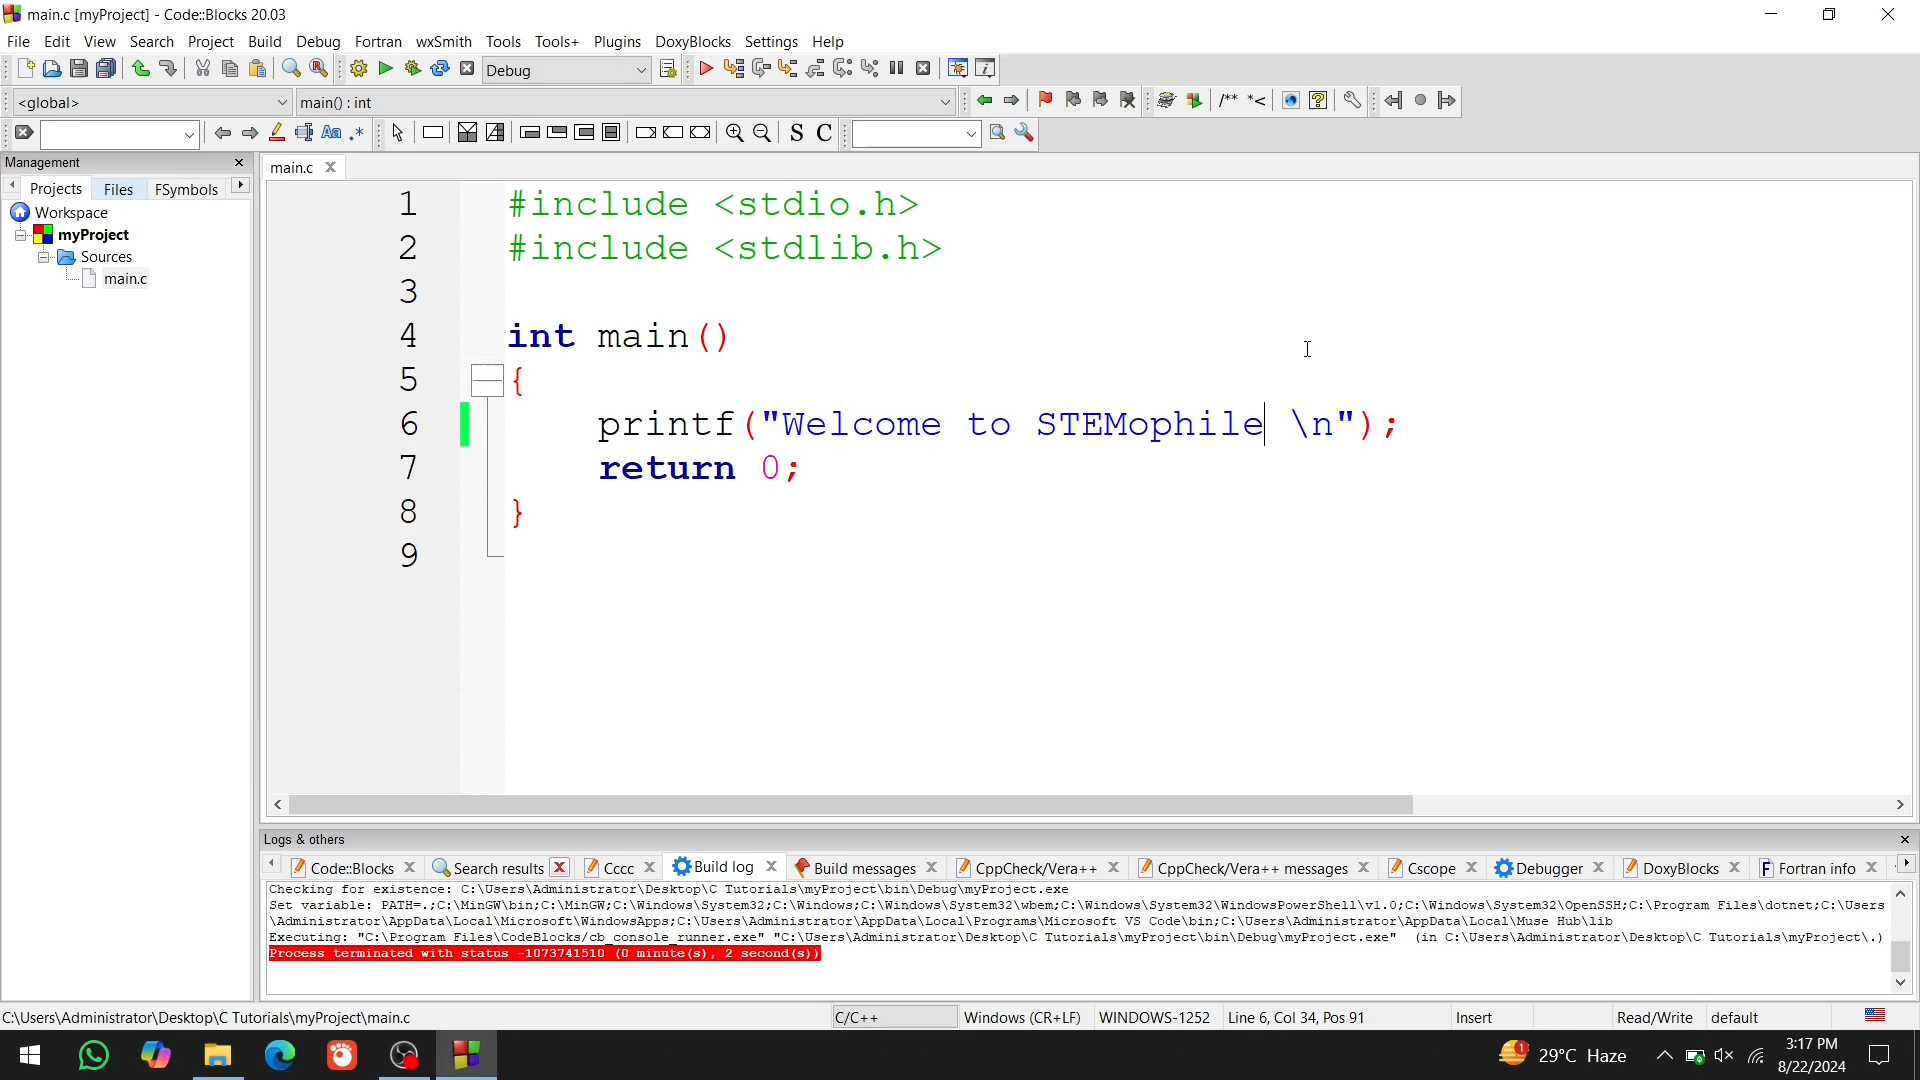 main.c [myProject] - Code::Blocks 20.03
File Edit View Search Project Build Debug Fortran wxSmith Tools Tools+ Plugins DoxyBlocks Settings Help
Debug
<global> main() : int
/** *<
Aa .* S C
Management
Projects Files FSymbols
Workspace
myProject
Sources
main.c
main.c
1 #include <stdio.h>
2 #include <stdlib.h>
3
4 int main()
5 {
6 printf("Welcome to STEMophile \n");
7 return 0;
8 }
9
Logs & others
Code::Blocks Search results Cccc Build log Build messages CppCheck/Vera++ CppCheck/Vera++ messages Cscope Debugger DoxyBlocks Fortran info
Checking for existence: C:\Users\Administrator\Desktop\C Tutorials\myProject\bin\Debug\myProject.exe
Set variable: PATH=.;C:\MinGW\bin;C:\MinGW;C:\Windows\System32;C:\Windows;C:\Windows\System32\wbem;C:\Windows\System32\WindowsPowerShell\v1.0;C:\Windows\System32\OpenSSH;C:\Program Files\dotnet;C:\Users
\Administrator\AppData\Local\Microsoft\WindowsApps;C:\Users\Administrator\AppData\Local\Programs\Microsoft VS Code\bin;C:\Users\Administrator\AppData\Local\Muse Hub\lib
Executing: "C:\Program Files\CodeBlocks/cb_console_runner.exe" "C:\Users\Administrator\Desktop\C Tutorials\myProject\bin\Debug\myProject.exe" (in C:\Users\Administrator\Desktop\C Tutorials\myProject\.)
Process terminated with status -1073741510 (0 minute(s), 2 second(s))
C:\Users\Administrator\Desktop\C Tutorials\myProject\main.c C/C++ Windows (CR+LF) WINDOWS-1252 Line 6, Col 34, Pos 91 Insert Read/Write default
1 29°C Haze
3:17 PM
8/22/2024